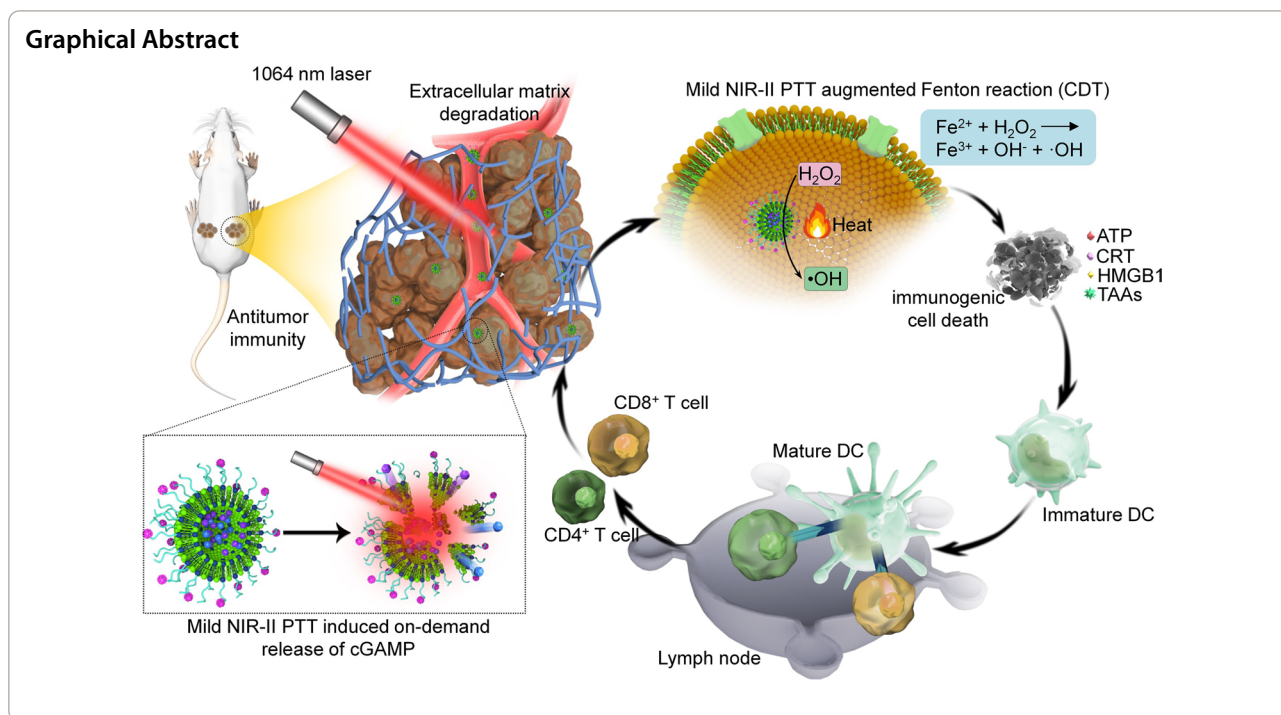 Graphical Abstract
1064 nm laser
Extracellular matrix
degradation
Antitumor
immunity
Mild NIR-II PTT induced on-demand
release of cGAMP
Mild NIR-II PTT augmented Fenton reaction (CDT)
Fe²⁺ + H₂O₂ ⟶
Fe³⁺ + OH⁻ + ·OH
H₂O₂
Heat
•OH
immunogenic
cell death
ATP
CRT
HMGB1
TAAs
Immature DC
Mature DC
Lymph node
CD8⁺ T cell
CD4⁺ T cell